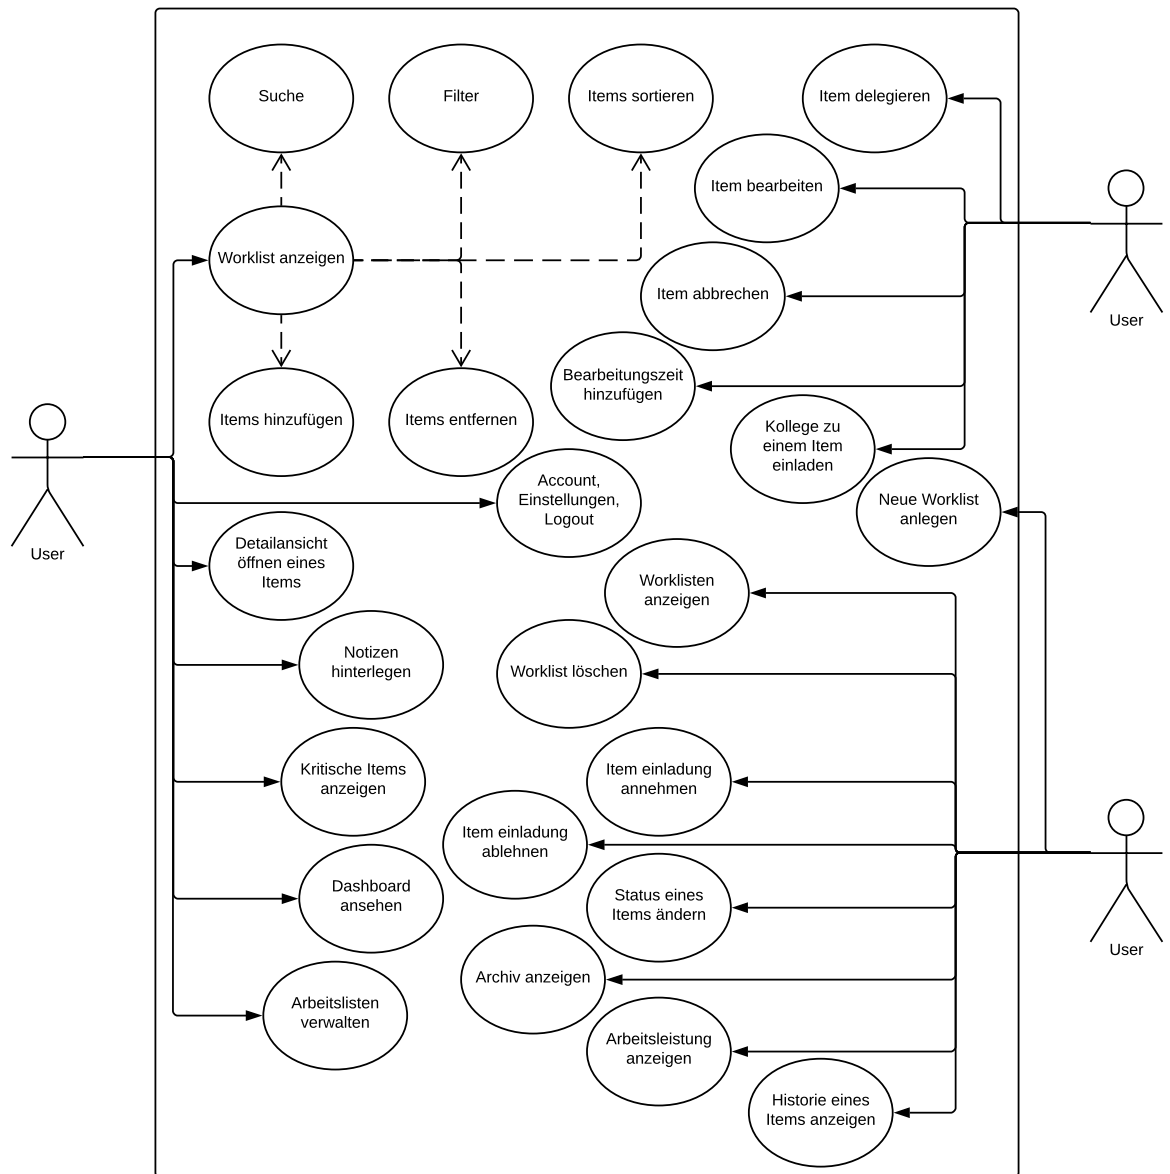 Suche
Filter
Items sortieren
Item delegieren
Item bearbeiten
Worklist anzeigen
Item abbrechen
User
Bearbeitungszeit
hinzufügen
Items hinzufügen
Items entfernen
Kollege zu
einem Item
einladen
Account,
Einstellungen,
Logout
Neue Worklist
anlegen
User
Detailansicht
öffnen eines
Items
Worklisten
anzeigen
Notizen
hinterlegen
Worklist löschen
Kritische Items
anzeigen
Item einladung
annehmen
Item einladung
ablehnen
Dashboard
ansehen
Status eines
Items ändern
User
Archiv anzeigen
Arbeitslisten
verwalten
Arbeitsleistung
anzeigen
Historie eines
Items anzeigen